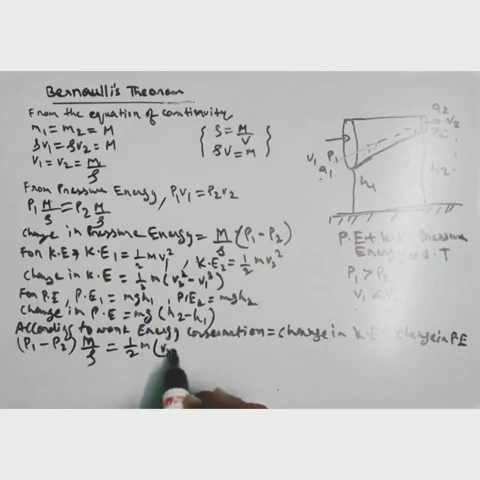 Bernaulli's Theorem
From the equation of continuity
m₁ = m₂ = M
ρv₁ = ρv₂ = M
V₁ = V₂ = M/ρ
{ρ = M/V
ρV = M}
From Pressure Energy, P₁V₁ = P₂V₂
P₁ M/ρ = P₂ M/ρ
Change in Pressure Energy = M/ρ (P₁-P₂)
For K.E, K.E₁ = 1/2 mv₁², K.E₂ = 1/2 mv₂²
Change in K.E = 1/2 m (v₂² - v₁²)
For P.E, P.E₁ = mgh₁, P.E₂ = mgh₂
Change in P.E = mg (h₂-h₁)
According to work Energy Conservation = Change in K.E + change in P.E
(P₁-P₂) M/ρ = 1/2 m (v₂
a₂
v₂
P₂
h₂
v₁ P₁
a₁
h₁
P.E + K.E + Pressure
Energy =
P₁ > P₂
V₁ < V₂